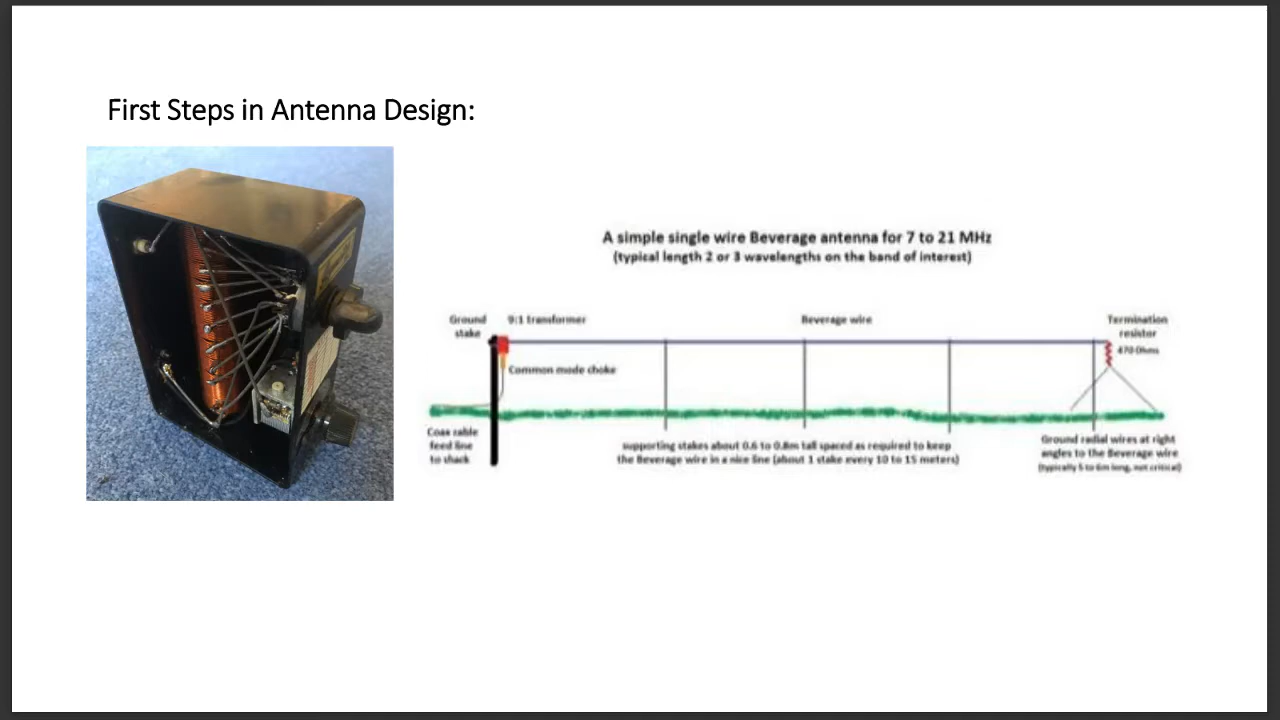 First Steps in Antenna Design:
A simple single wire Beverage antenna for 7 to 21 MHz
(typical length 2 or 3 wavelengths on the band of interest)
Ground
stake
9:1 transformer
Beverage wire
Termination
resistor
470 Ohms
Common mode choke
Coax cable
feed line
to shack
supporting stakes about 0.6 to 0.8m tall spaced as required to keep
the Beverage wire in a nice line (about 1 stake every 10 to 15 meters)
Ground radial wires at right
angles to the Beverage wire
(typically 5 to 6m long, not critical)